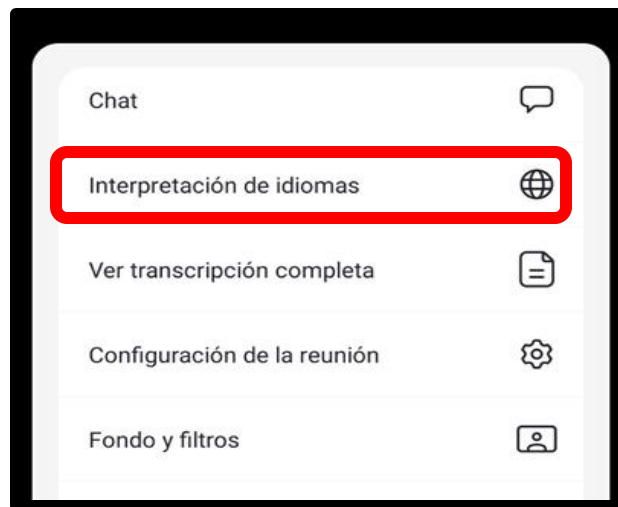 Chat
Interpretación de idiomas
Ver transcripción completa
Configuración de la reunión
Fondo y filtros